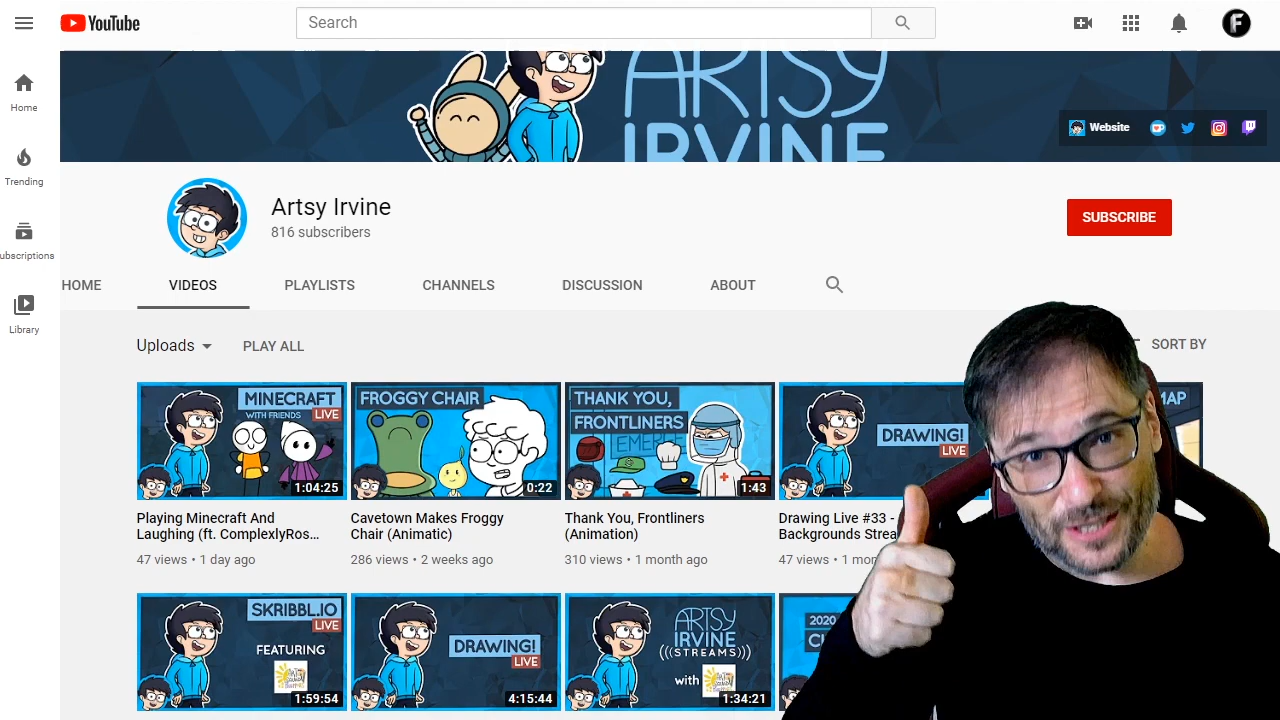 YouTube
Search
F
Home
Trending
ubscriptions
Library
ARTSY
IRVINE
Website
Artsy Irvine
816 subscribers
SUBSCRIBE
HOME VIDEOS PLAYLISTS CHANNELS DISCUSSION ABOUT
Uploads PLAY ALL SORT BY
MINECRAFT
WITH FRIENDS
LIVE
1:04:25
Playing Minecraft And
Laughing (ft. ComplexlyRos...
47 views • 1 day ago
FROGGY CHAIR
0:22
Cavetown Makes Froggy
Chair (Animatic)
286 views • 2 weeks ago
THANK YOU,
FRONTLINERS
EMERGE
1:43
Thank You, Frontliners
(Animation)
310 views • 1 month ago
DRAWING!
LIVE
Drawing Live #33 -
Backgrounds Strea
47 views • 1 mon
MAP
SKRIBBL.IO
LIVE
FEATURING
1:59:54
DRAWING!
LIVE
4:15:44
ARTSY
IRVINE
(((STREAMS)))
with
1:34:21
2020